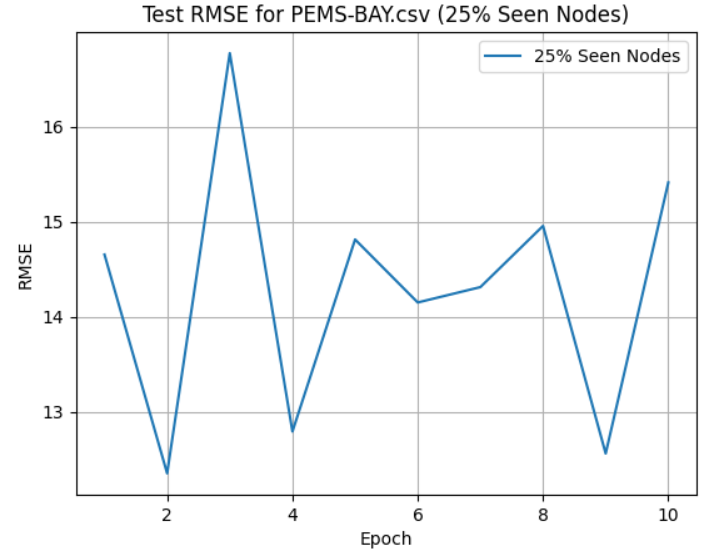 Test RMSE for PEMS-BAY.csv (25% Seen Nodes)
25% Seen Nodes
RMSE
16
15
14
13
2 4 6 8 10
Epoch